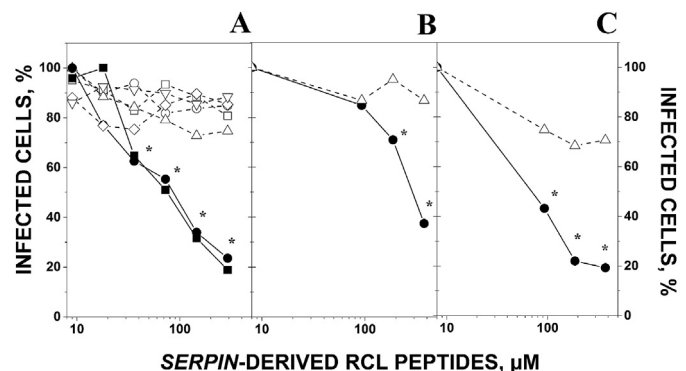 A B C
INFECTED CELLS, %
100
80
60
40
20
0
* * * *
* *
* * *
100
80
60
40
20
0
INFECTED CELLS, %
10 100 10 100 10 100
SERPIN-DERIVED RCL PEPTIDES, µM